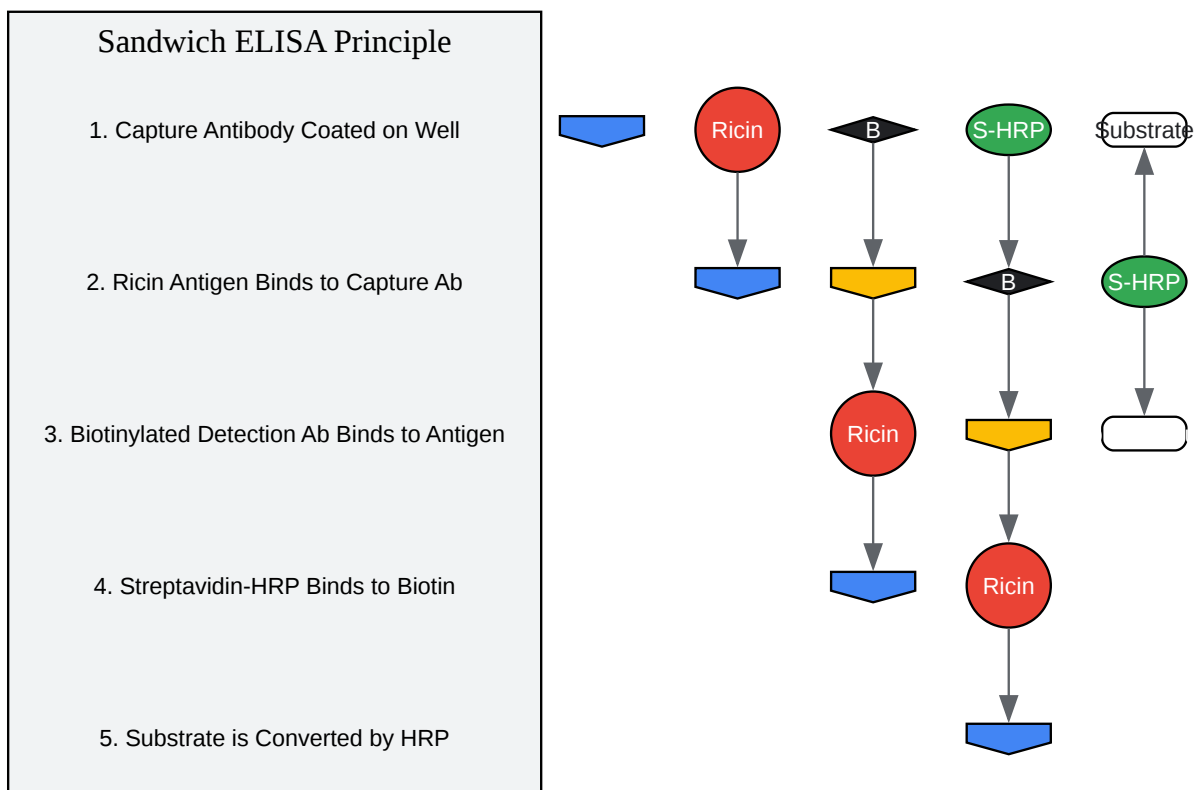 Sandwich ELISA Principle
1. Capture Antibody Coated on Well
Ricin
B
S-HRP
Substrate
2. Ricin Antigen Binds to Capture Ab
B
S-HRP
3. Biotinylated Detection Ab Binds to Antigen
Ricin
4. Streptavidin-HRP Binds to Biotin
Ricin
5. Substrate is Converted by HRP